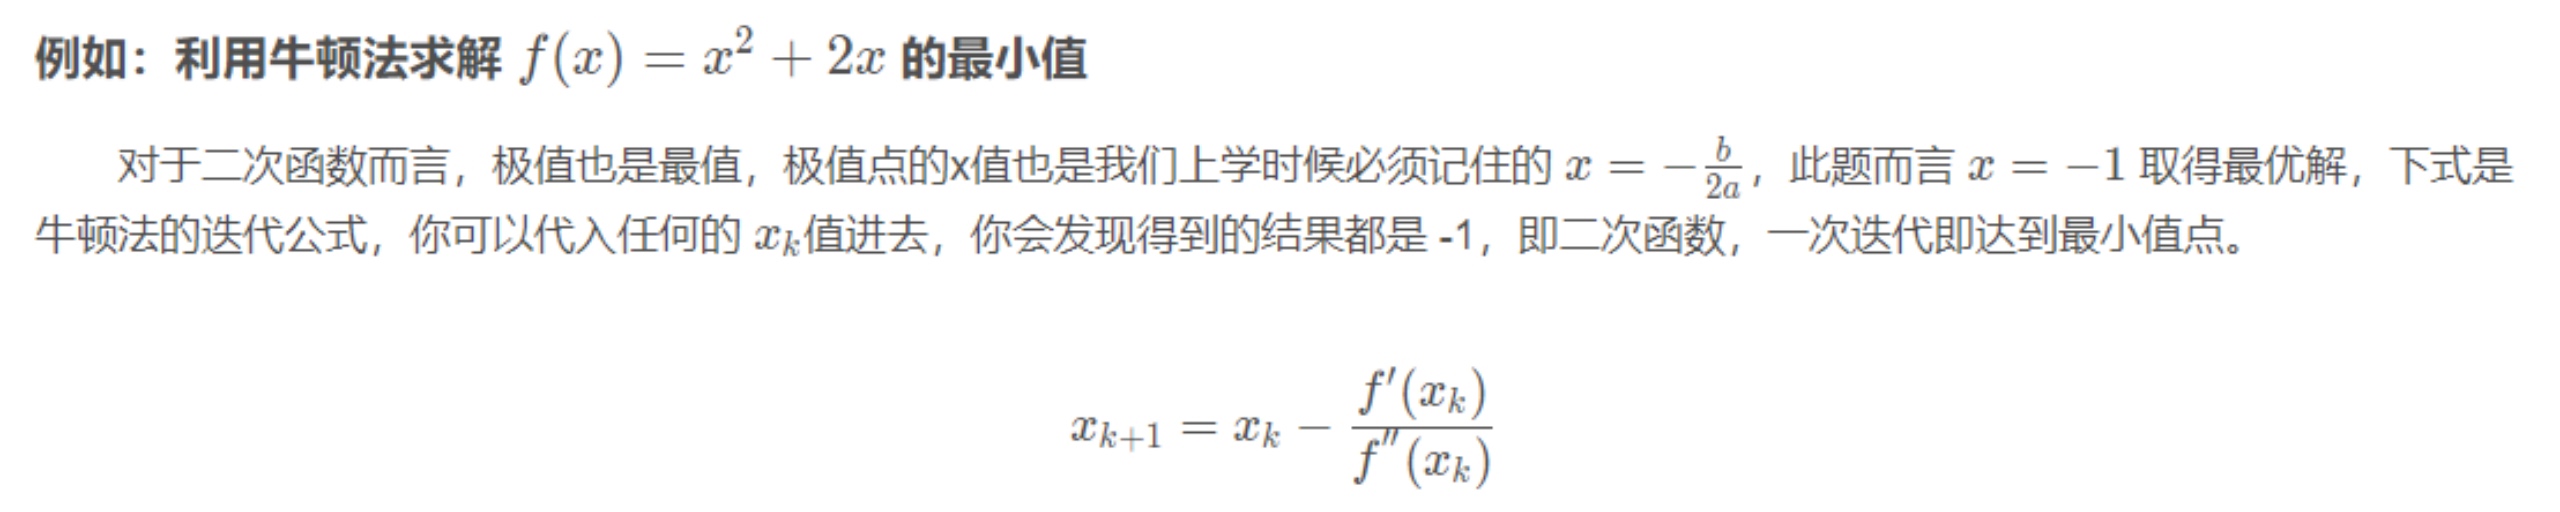 例如：利用牛顿法求解 $f(x) = x^2 + 2x$ 的最小值
对于二次函数而言，极值也是最值，极值点的x值也是我们上学时候必须记住的 $x = -\frac{b}{2a}$，此题而言 $x = -1$ 取得最优解，下式是
牛顿法的迭代公式，你可以代入任何的 $x_k$值进去，你会发现得到的结果都是 -1，即二次函数，一次迭代即达到最小值点。
$x_{k+1} = x_k - \frac{f'(x_k)}{f''(x_k)}$